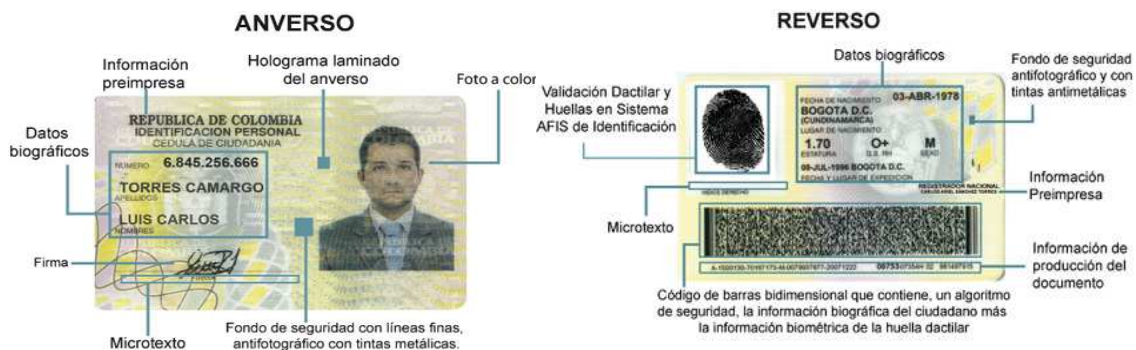 ANVERSO
Información
preimpresa
Holograma laminado
del anverso
Foto a color
Datos
biográficos
REPUBLICA DE COLOMBIA
IDENTIFICACION PERSONAL
CEDULA DE CIUDADANIA
NUMERO 6.845.256.666
TORRES CAMARGO
APELLIDOS
LUIS CARLOS
NOMBRES
Firma
FIRMA
Microtexto
Fondo de seguridad con líneas finas,
antifotográfico con tintas metálicas.
REVERSO
Datos biográficos
Fondo de seguridad
antifotográfico y con
tintas antimetálicas
Validación Dactilar y
Huellas en Sistema
AFIS de Identificación
FECHA DE NACIMIENTO 03-ABR-1978
BOGOTA D.C.
(CUNDINAMARCA)
LUGAR DE NACIMIENTO
1.70 O+ M
ESTATURA G.S. RH SEXO
08-JUL-1996 BOGOTA D.C.
FECHA Y LUGAR DE EXPEDICION
INDICE DERECHO
REGISTRADOR NACIONAL
Información
Preimpresa
Microtexto
Información de
producción del
documento
Código de barras bidimensional que contiene, un algoritmo
de seguridad, la información biográfica del ciudadano más
la información biométrica de la huella dactilar